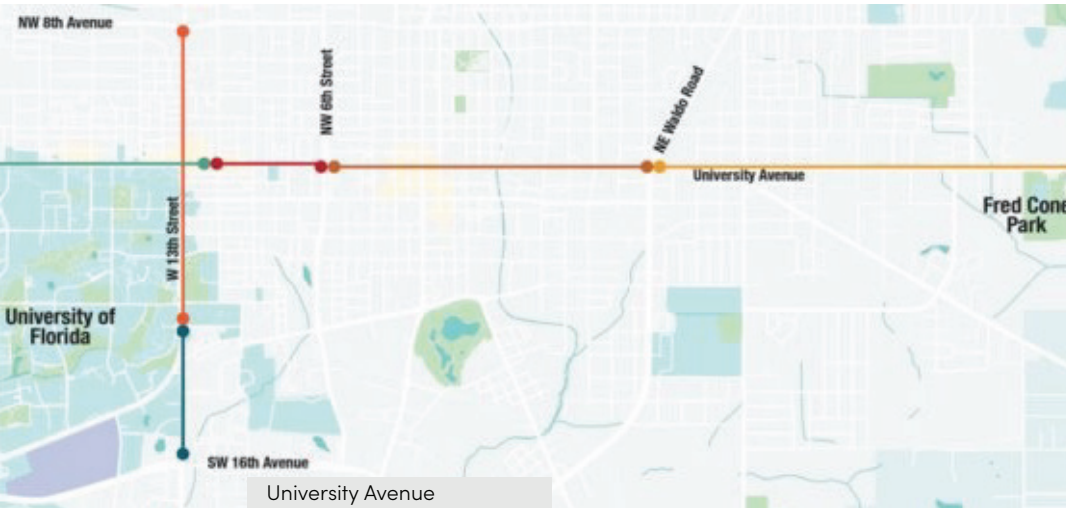 NW 8th Avenue
NW 6th Street
NE Waldo Road
University Avenue
W 13th Street
Fred Cone
Park
University of
Florida
SW 16th Avenue
University Avenue